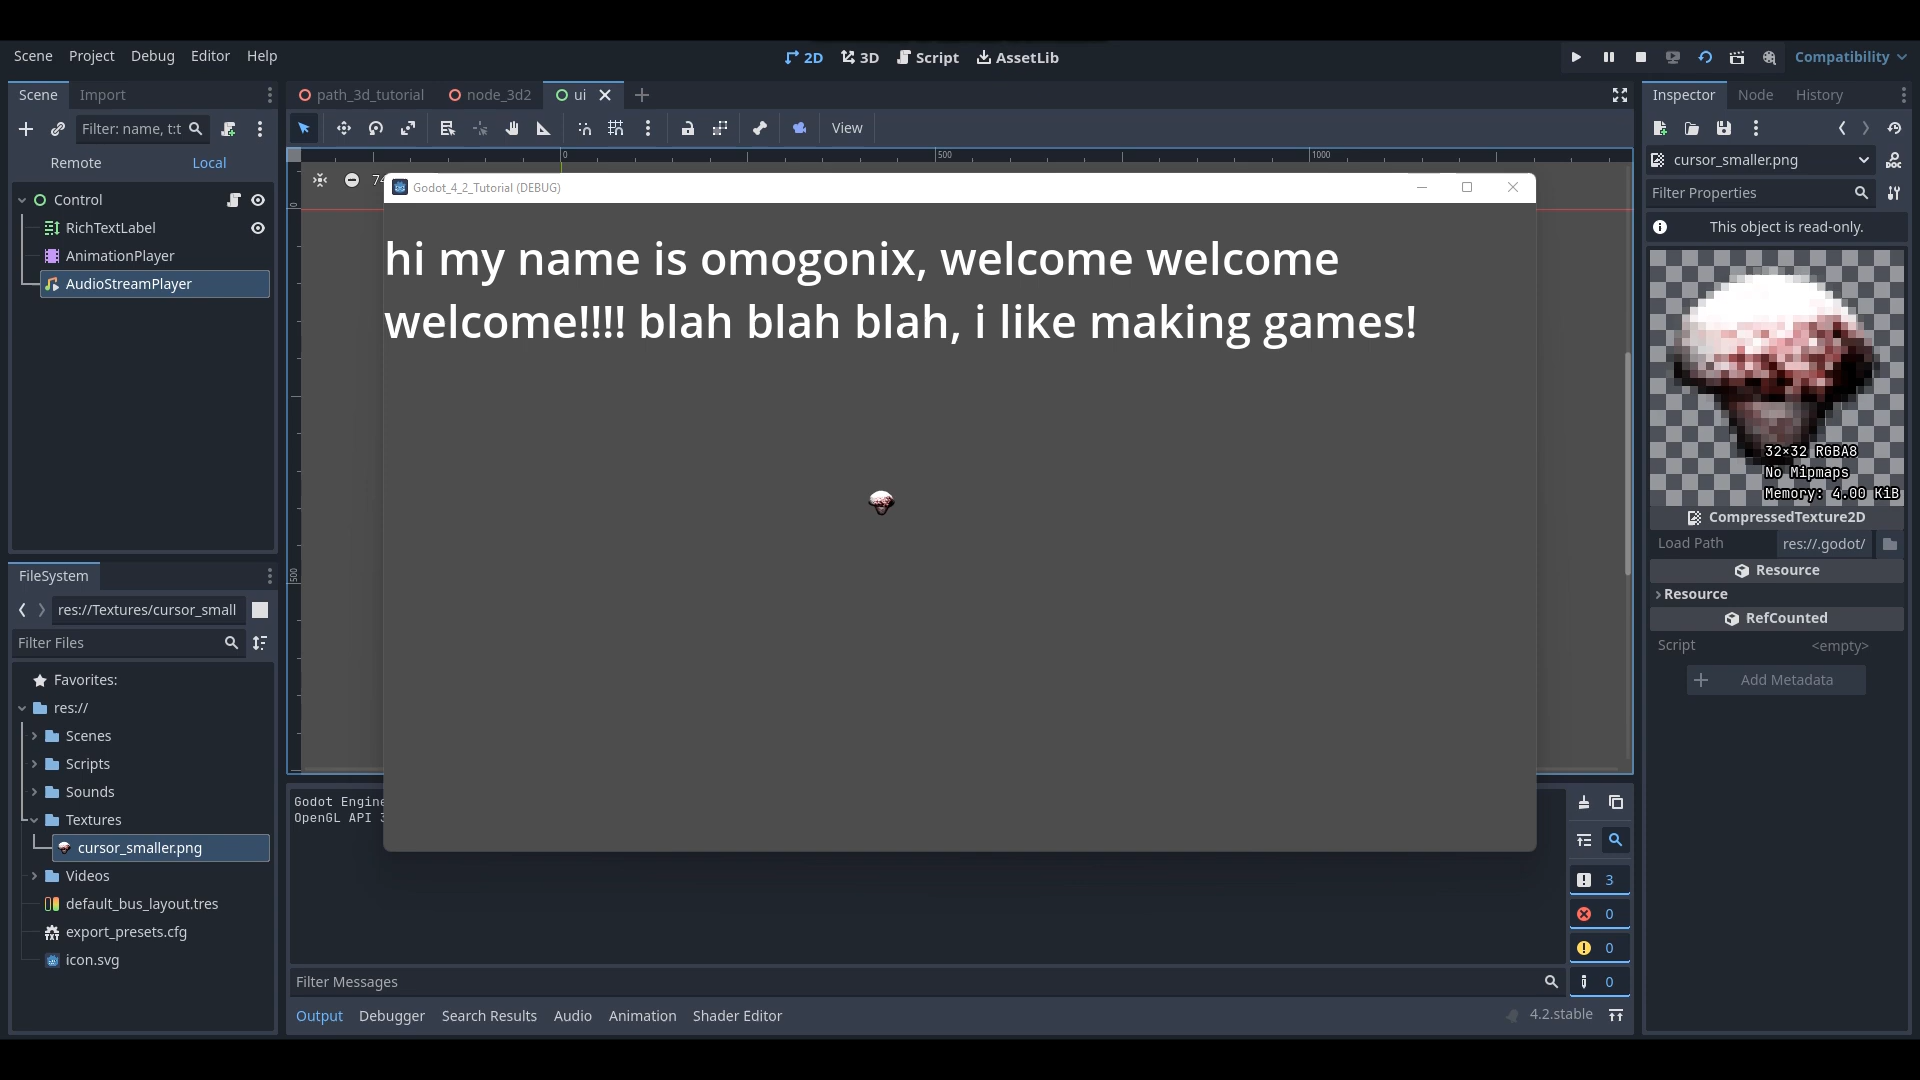 Scene Project Debug Editor Help
2D 3D Script AssetLib
Compatibility
Scene Import
path_3d_tutorial node_3d2 ui
Inspector Node History
Filter: name, t:t
View
Remote Local
0 500 1000
cursor_smaller.png
Godot_4_2_Tutorial (DEBUG)
Filter Properties
Control
RichTextLabel
This object is read-only.
AnimationPlayer
AudioStreamPlayer
hi my name is omogonix, welcome welcome
welcome!!!! blah blah blah, i like making games!
0
500
32×32 RGBA8
No Mipmaps
Memory: 4.00 KiB
CompressedTexture2D
Load Path res://.godot/
Resource
Resource
RefCounted
Script <empty>
Add Metadata
FileSystem
res://Textures/cursor_small
Filter Files
Favorites:
res://
Scenes
Scripts
Sounds
Textures
cursor_smaller.png
Videos
default_bus_layout.tres
export_presets.cfg
icon.svg
Godot Engine
OpenGL API 3
3
0
0
0
Filter Messages
Output Debugger Search Results Audio Animation Shader Editor
4.2.stable